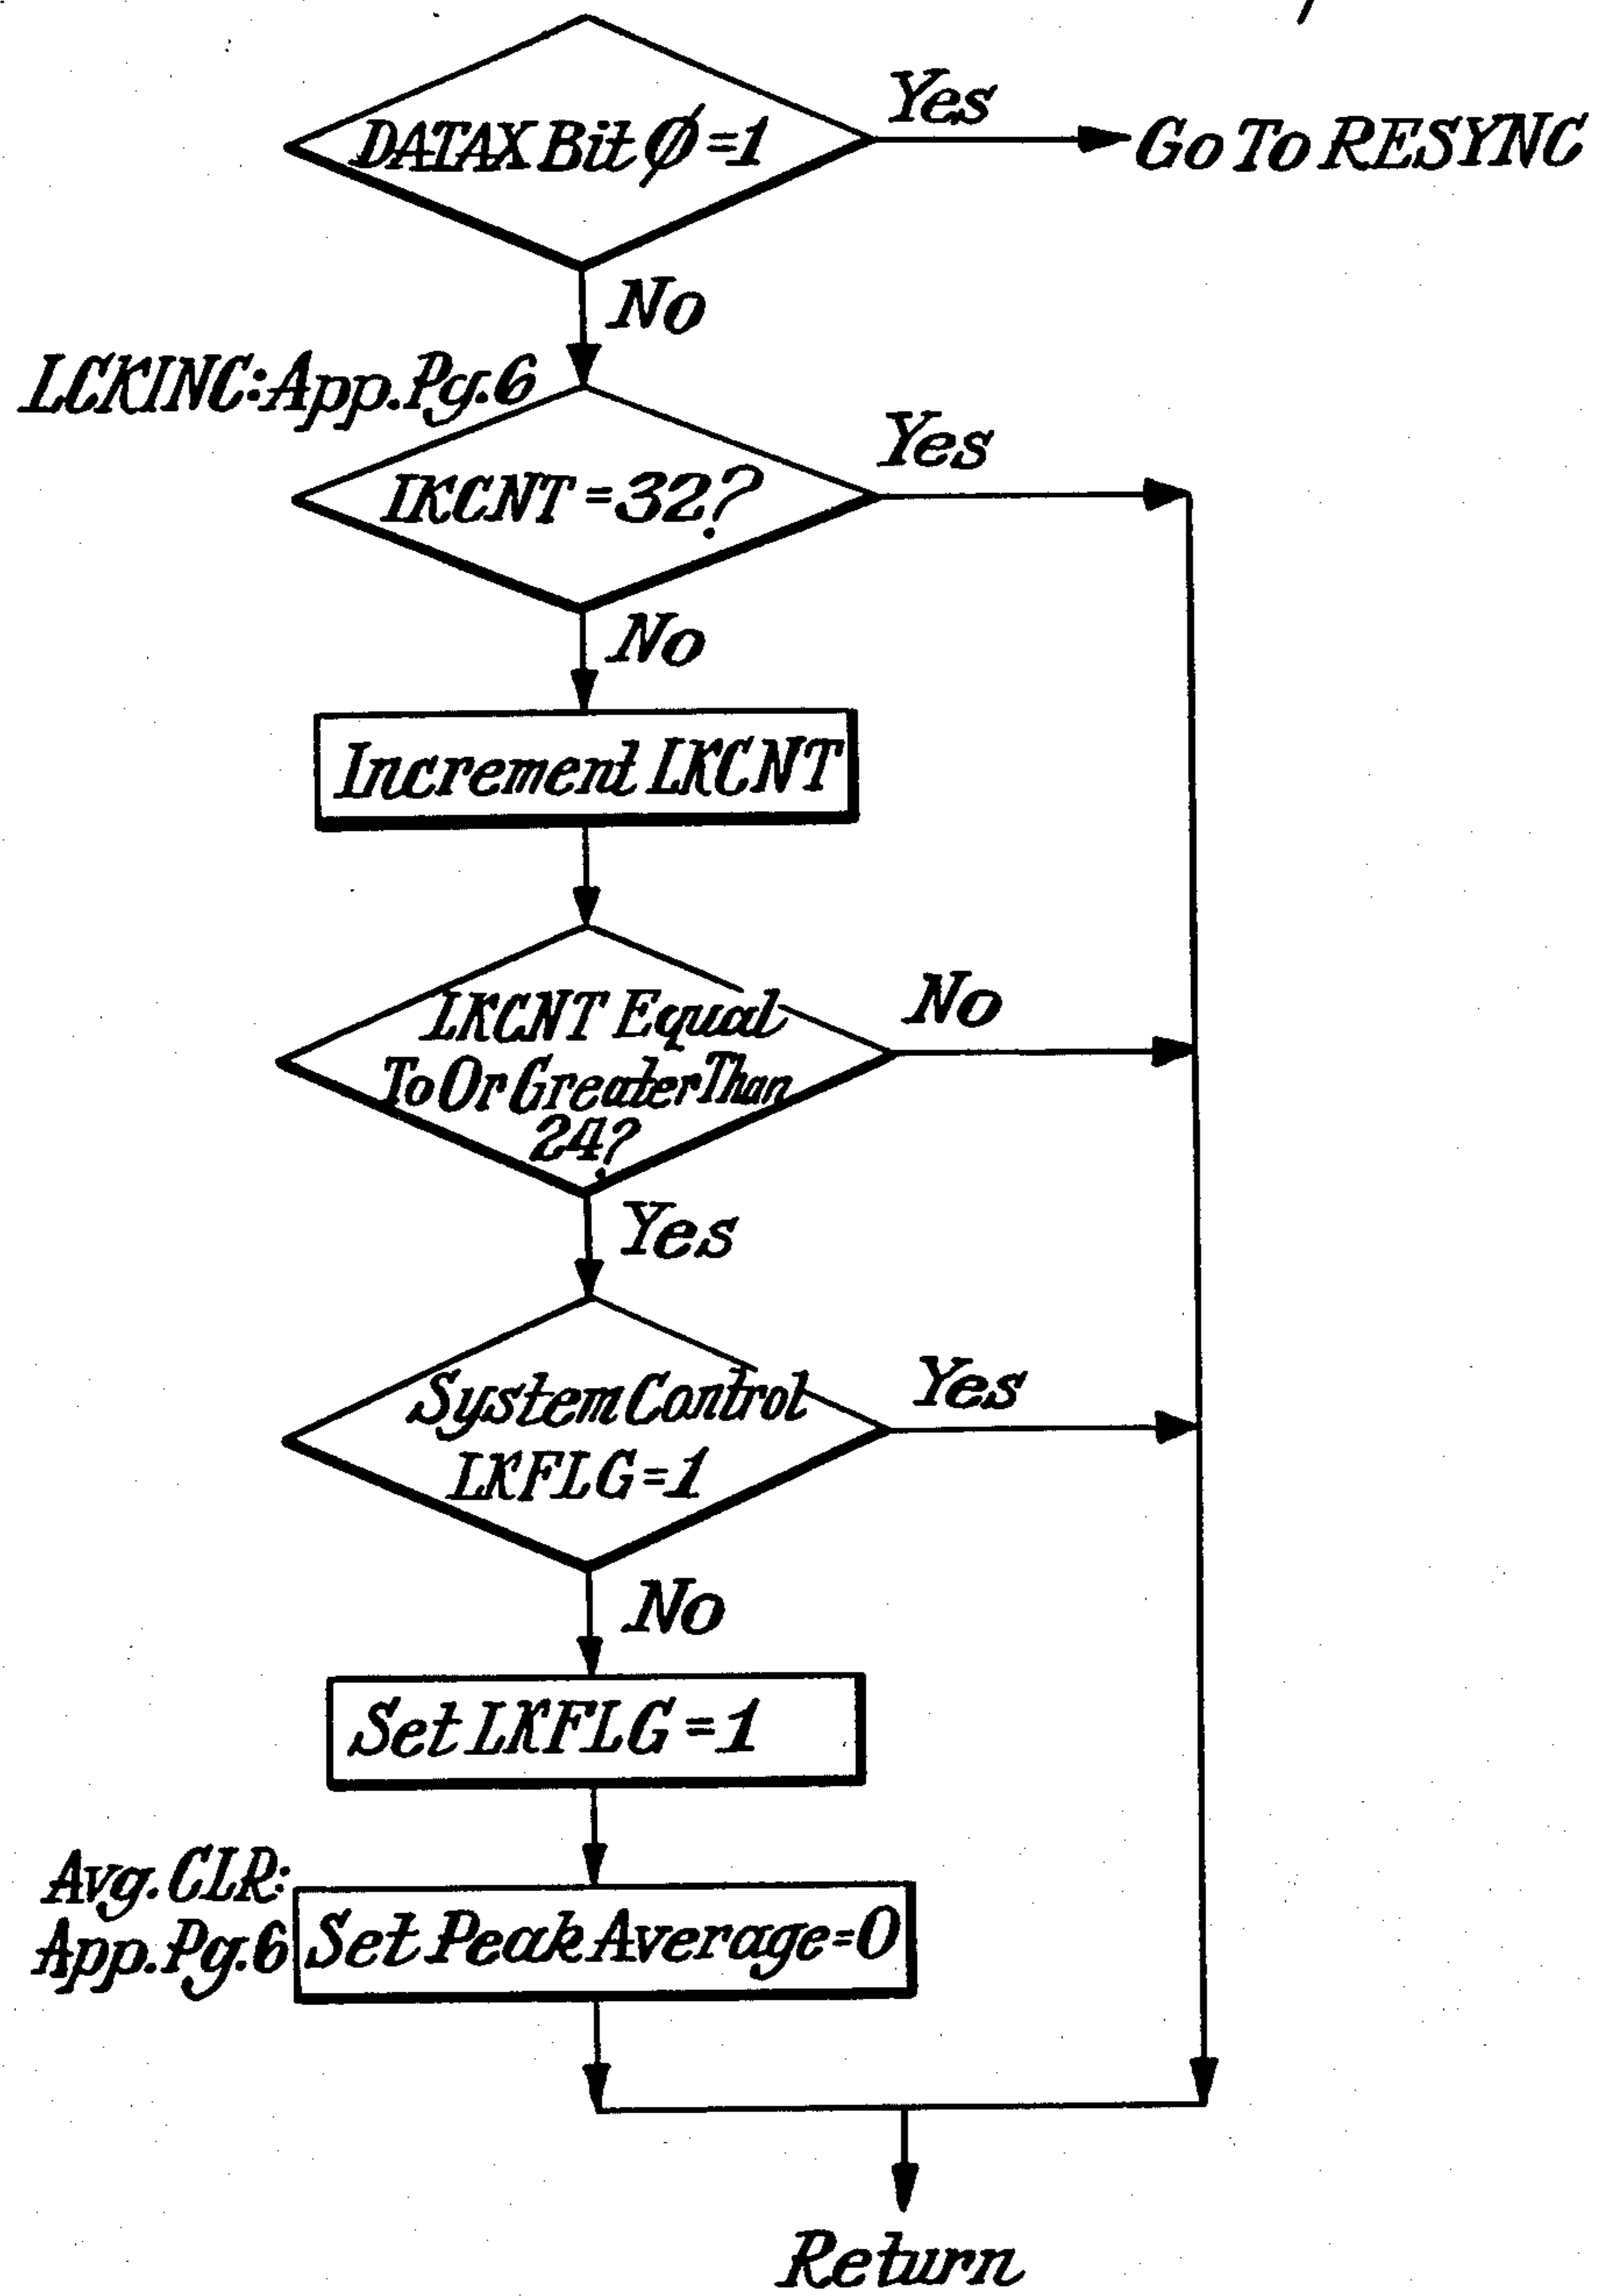 DATAX Bit Ø=1
Yes
Go To RESYNC
No
LCKINC: App. Pg. 6
IKCNT =32?
Yes
No
Increment LKCNT
LKCNT Equal
To Or Greater Than
24?
No
Yes
System Control
LKFLG=1
Yes
No
Set LKFLG =1
Avg. CLR:
App. Pg. 6
Set Peak Average=0
Return